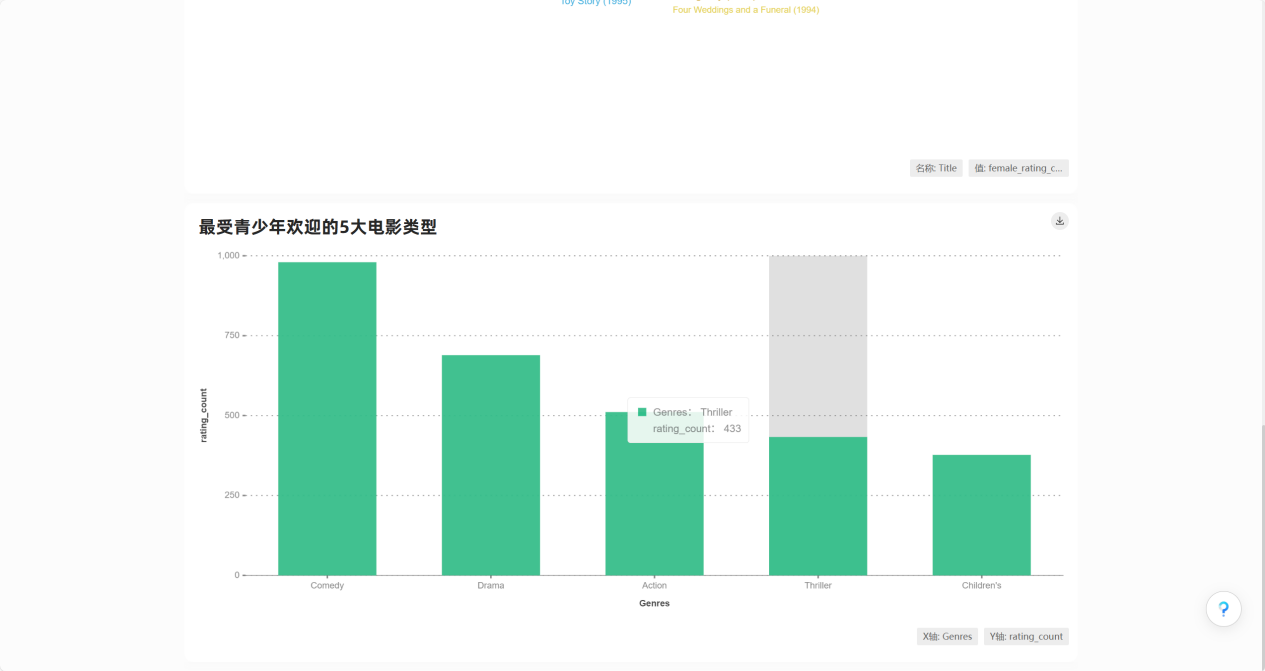 Toy Story (1995)
Four Weddings and a Funeral (1994)
名称: Title
值: female_rating_c...
最受青少年欢迎的5大电影类型
1,000
750
500
250
0
rating_count
Genres: Thriller
rating_count: 433
Comedy
Drama
Action
Thriller
Children's
Genres
X轴: Genres
Y轴: rating_count
?